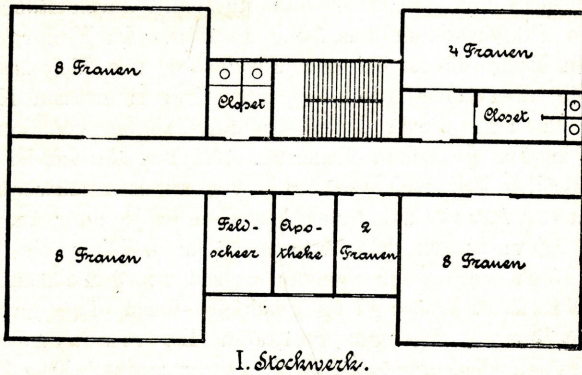 8 Frauen
4 Frauen
Closet
Closet
8 Frauen
Feld-
scheer
Apo-
theke
2
Frauen
8 Frauen
I. Stockwerk.